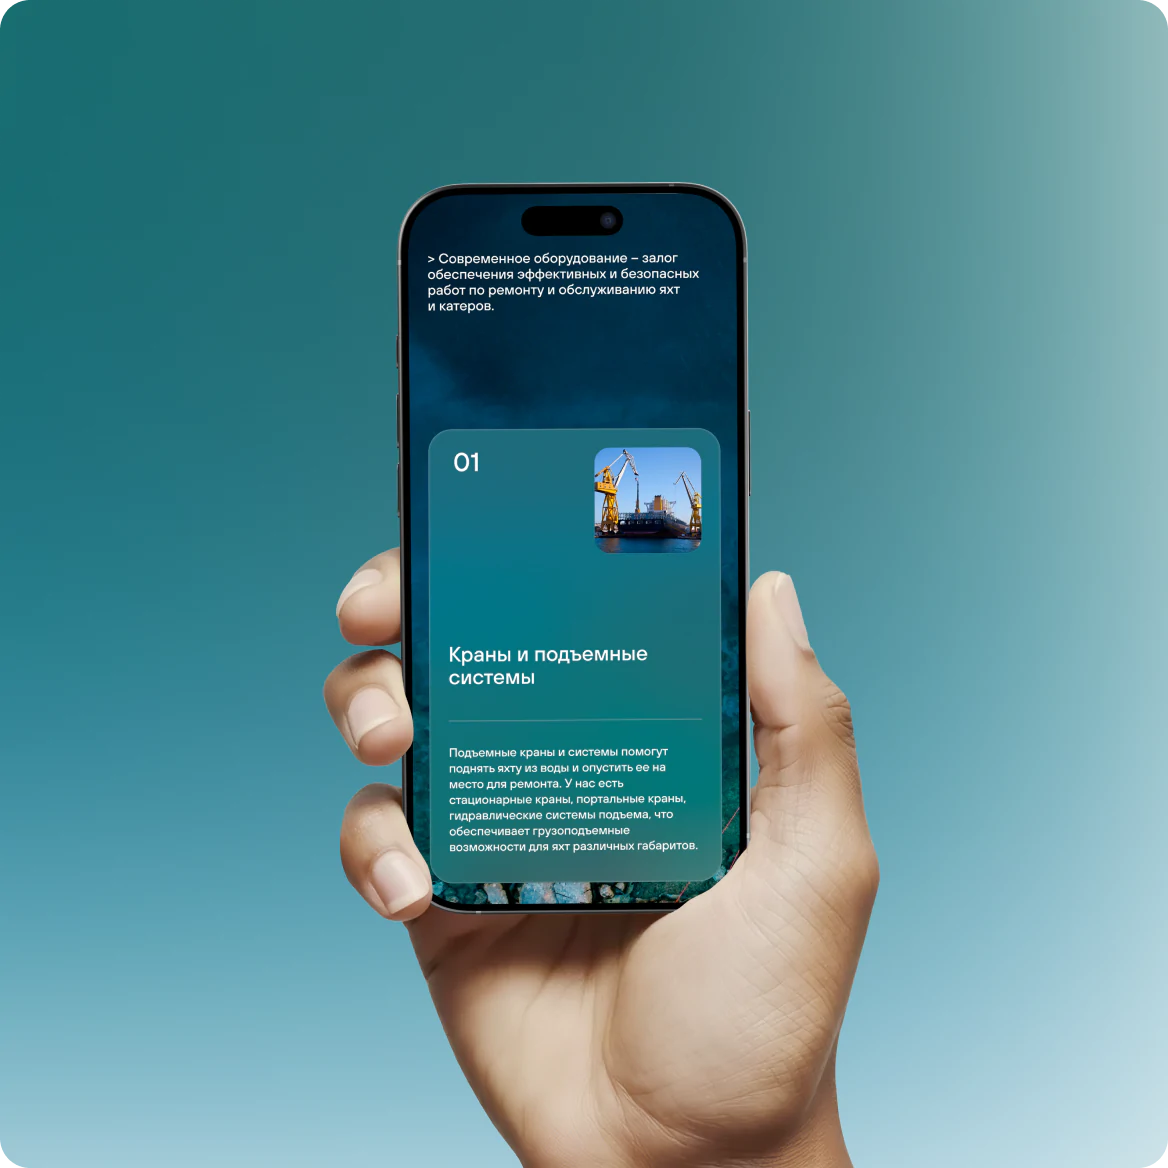 > Современное оборудование – залог
обеспечения эффективных и безопасных
работ по ремонту и обслуживанию яхт
и катеров.
01
Краны и подъемные
системы
Подъемные краны и системы помогут
поднять яхту из воды и опустить ее на
место для ремонта. У нас есть
стационарные краны, портальные краны,
гидравлические системы подъема, что
обеспечивает грузоподъемные
возможности для яхт различных габаритов.